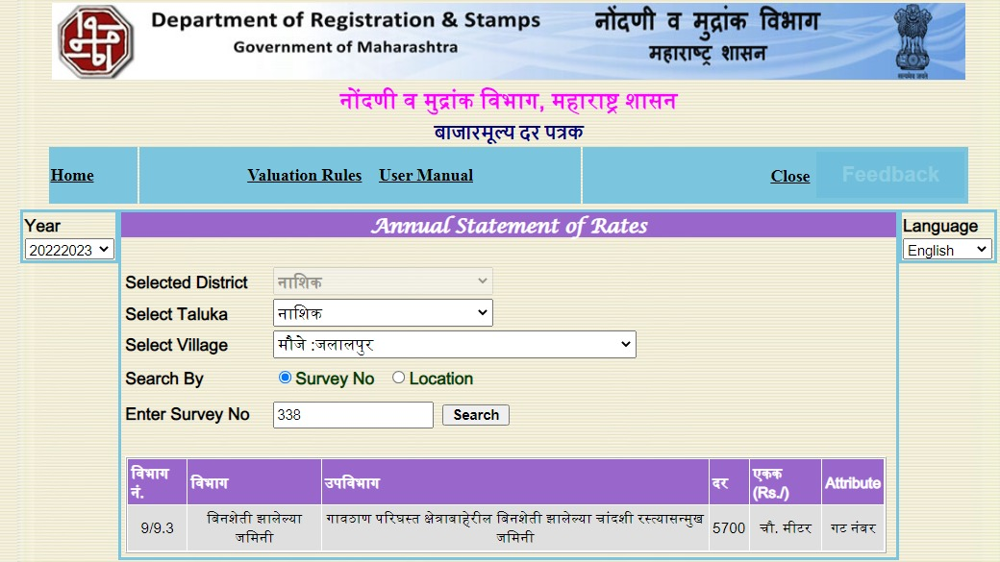 Department of Registration & Stamps
Government of Maharashtra
नोंदणी व मुद्रांक विभाग
महाराष्ट्र शासन
नोंदणी व मुद्रांक विभाग, महाराष्ट्र शासन
बाजारमूल्य दर पत्रक
Home Valuation Rules User Manual Close Feedback
Year
20222023
Annual Statement of Rates
Language
English
Selected District नाशिक
Select Taluka नाशिक
Select Village मौजे :जलालपुर
Search By Survey No Location
Enter Survey No 338 Search
विभाग नं. विभाग उपविभाग दर एकक (Rs./) Attribute
9/9.3 बिनशेती झालेल्या जमिनी गावठाण परिघस्त क्षेत्राबाहेरील बिनशेती झालेल्या चांदशी रस्त्यासन्मुख जमिनी 5700 चौ. मीटर गट नंबर